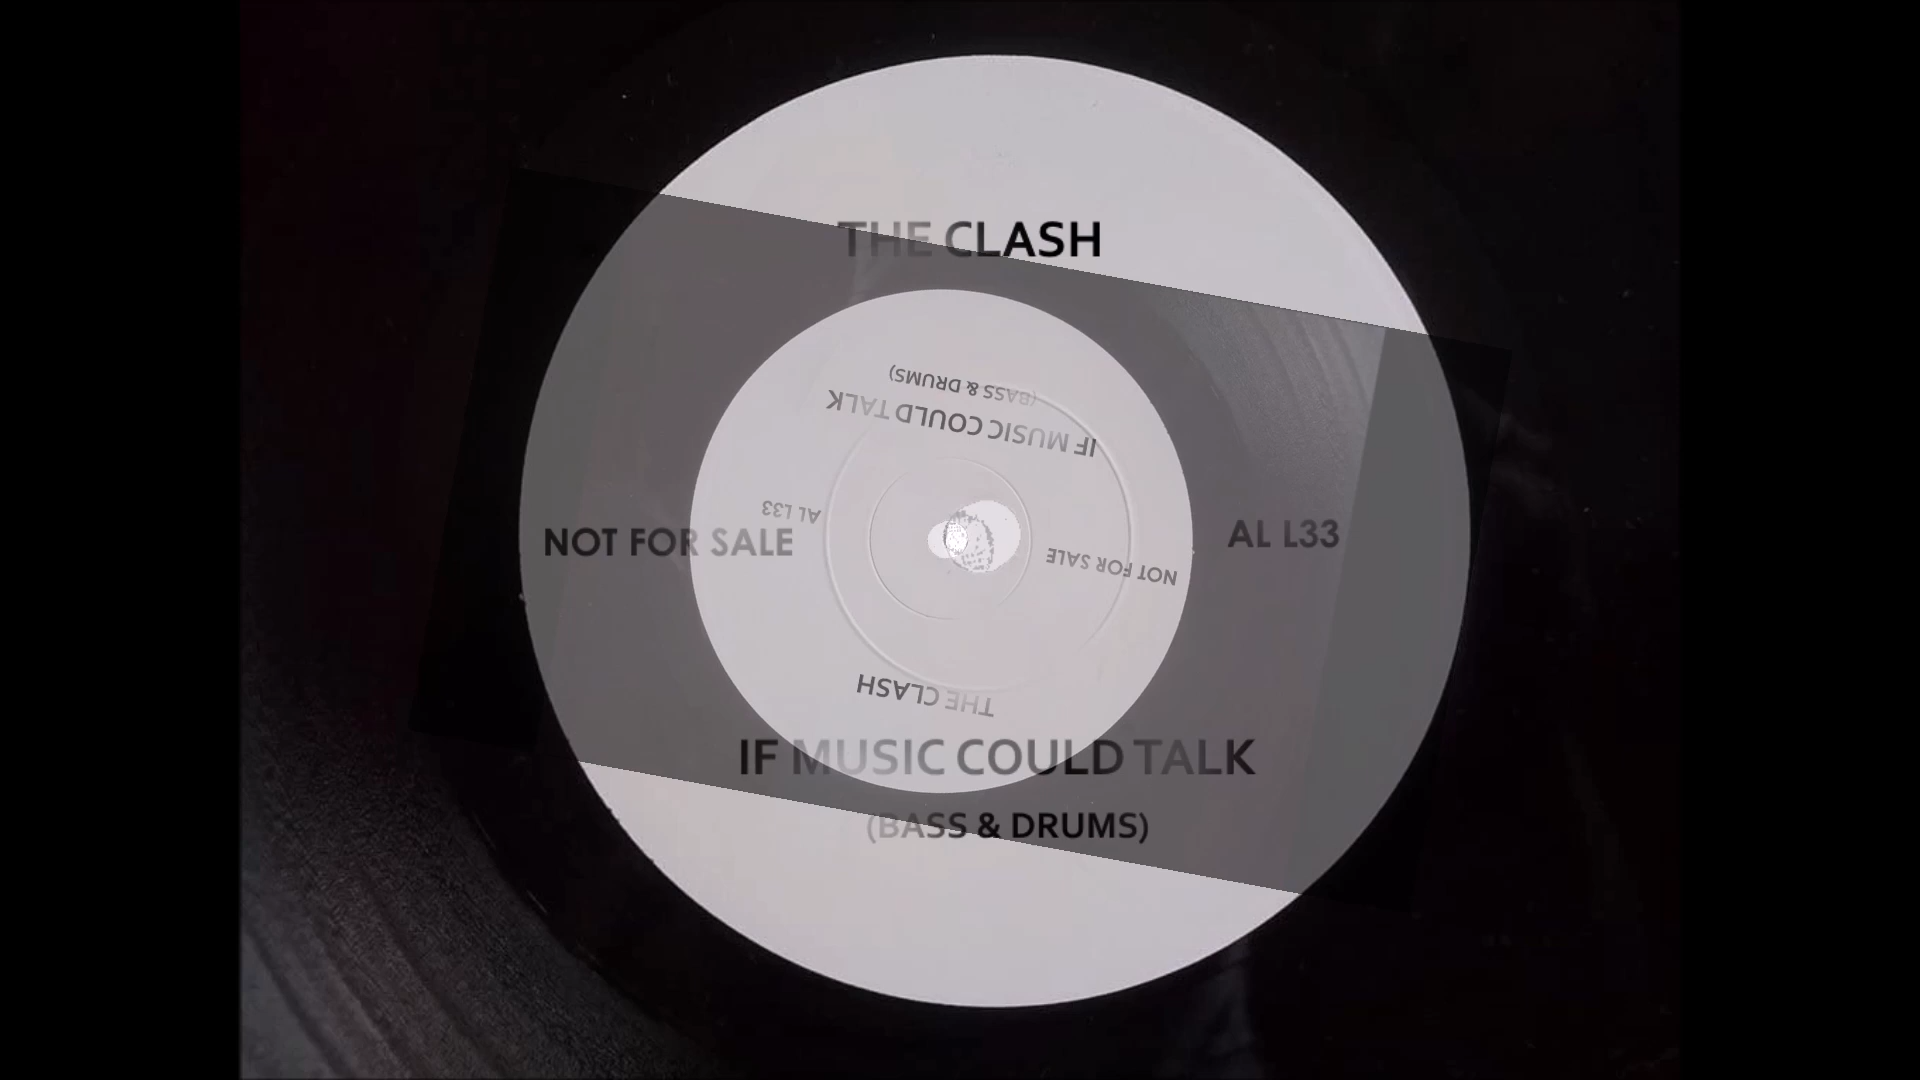 THE CLASH
NOT FOR SALE
AL L33
IF MUSIC COULD TALK
(BASS & DRUMS)
THE CLASH
NOT FOR SALE
AL L33
IF MUSIC COULD TALK
(BASS & DRUMS)